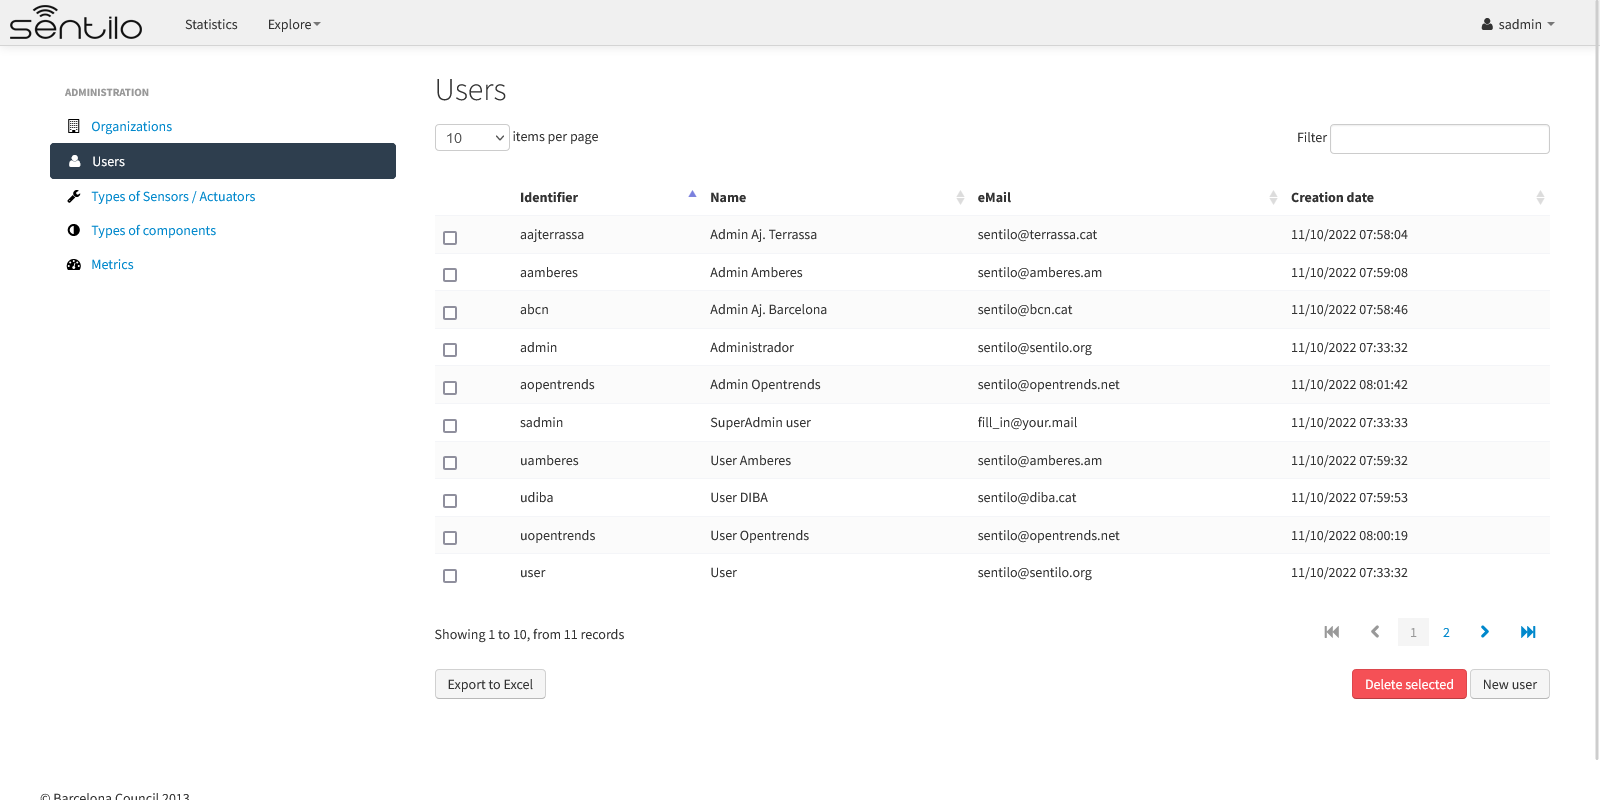 sentilo
Statistics
Explore
sadmin
ADMINISTRATION
Organizations
Users
Types of Sensors / Actuators
Types of components
Metrics
Users
10 items per page
Filter
Identifier Name eMail Creation date
aajterrassa Admin Aj. Terrassa sentilo@terrassa.cat 11/10/2022 07:58:04
aamberes Admin Amberes sentilo@amberes.am 11/10/2022 07:59:08
abcn Admin Aj. Barcelona sentilo@bcn.cat 11/10/2022 07:58:46
admin Administrador sentilo@sentilo.org 11/10/2022 07:33:32
aopentrends Admin Opentrends sentilo@opentrends.net 11/10/2022 08:01:42
sadmin SuperAdmin user fill_in@your.mail 11/10/2022 07:33:33
uamberes User Amberes sentilo@amberes.am 11/10/2022 07:59:32
udiba User DIBA sentilo@diba.cat 11/10/2022 07:59:53
uopentrends User Opentrends sentilo@opentrends.net 11/10/2022 08:00:19
user User sentilo@sentilo.org 11/10/2022 07:33:32
Showing 1 to 10, from 11 records
1 2
Export to Excel
Delete selected
New user
© Barcelona Council 2013